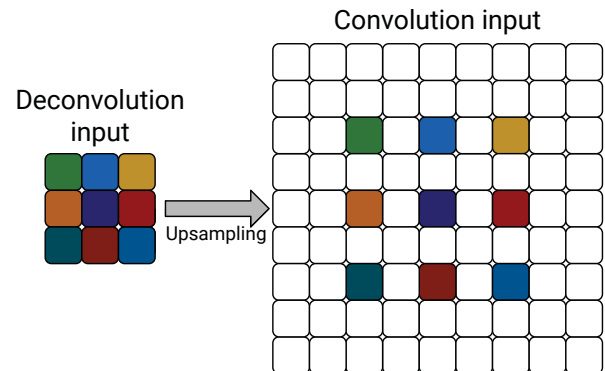 Convolution input
Deconvolution
input
Upsampling